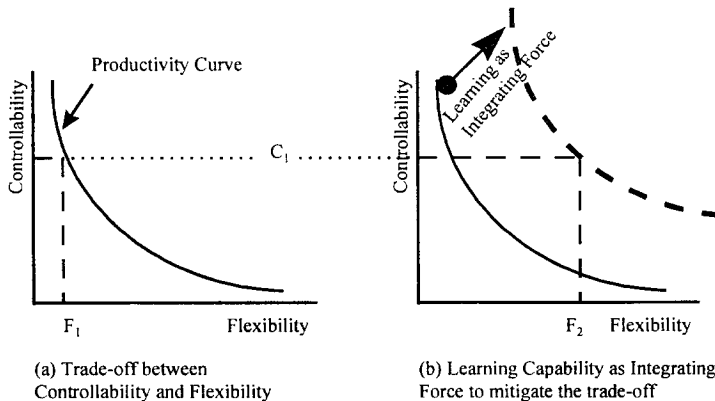 Productivity Curve
Controllability
C1
F1
Flexibility
(a) Trade-off between
Controllability and Flexibility
Learning as
Integrating Force
Controllability
F2
Flexibility
(b) Learning Capability as Integrating
Force to mitigate the trade-off